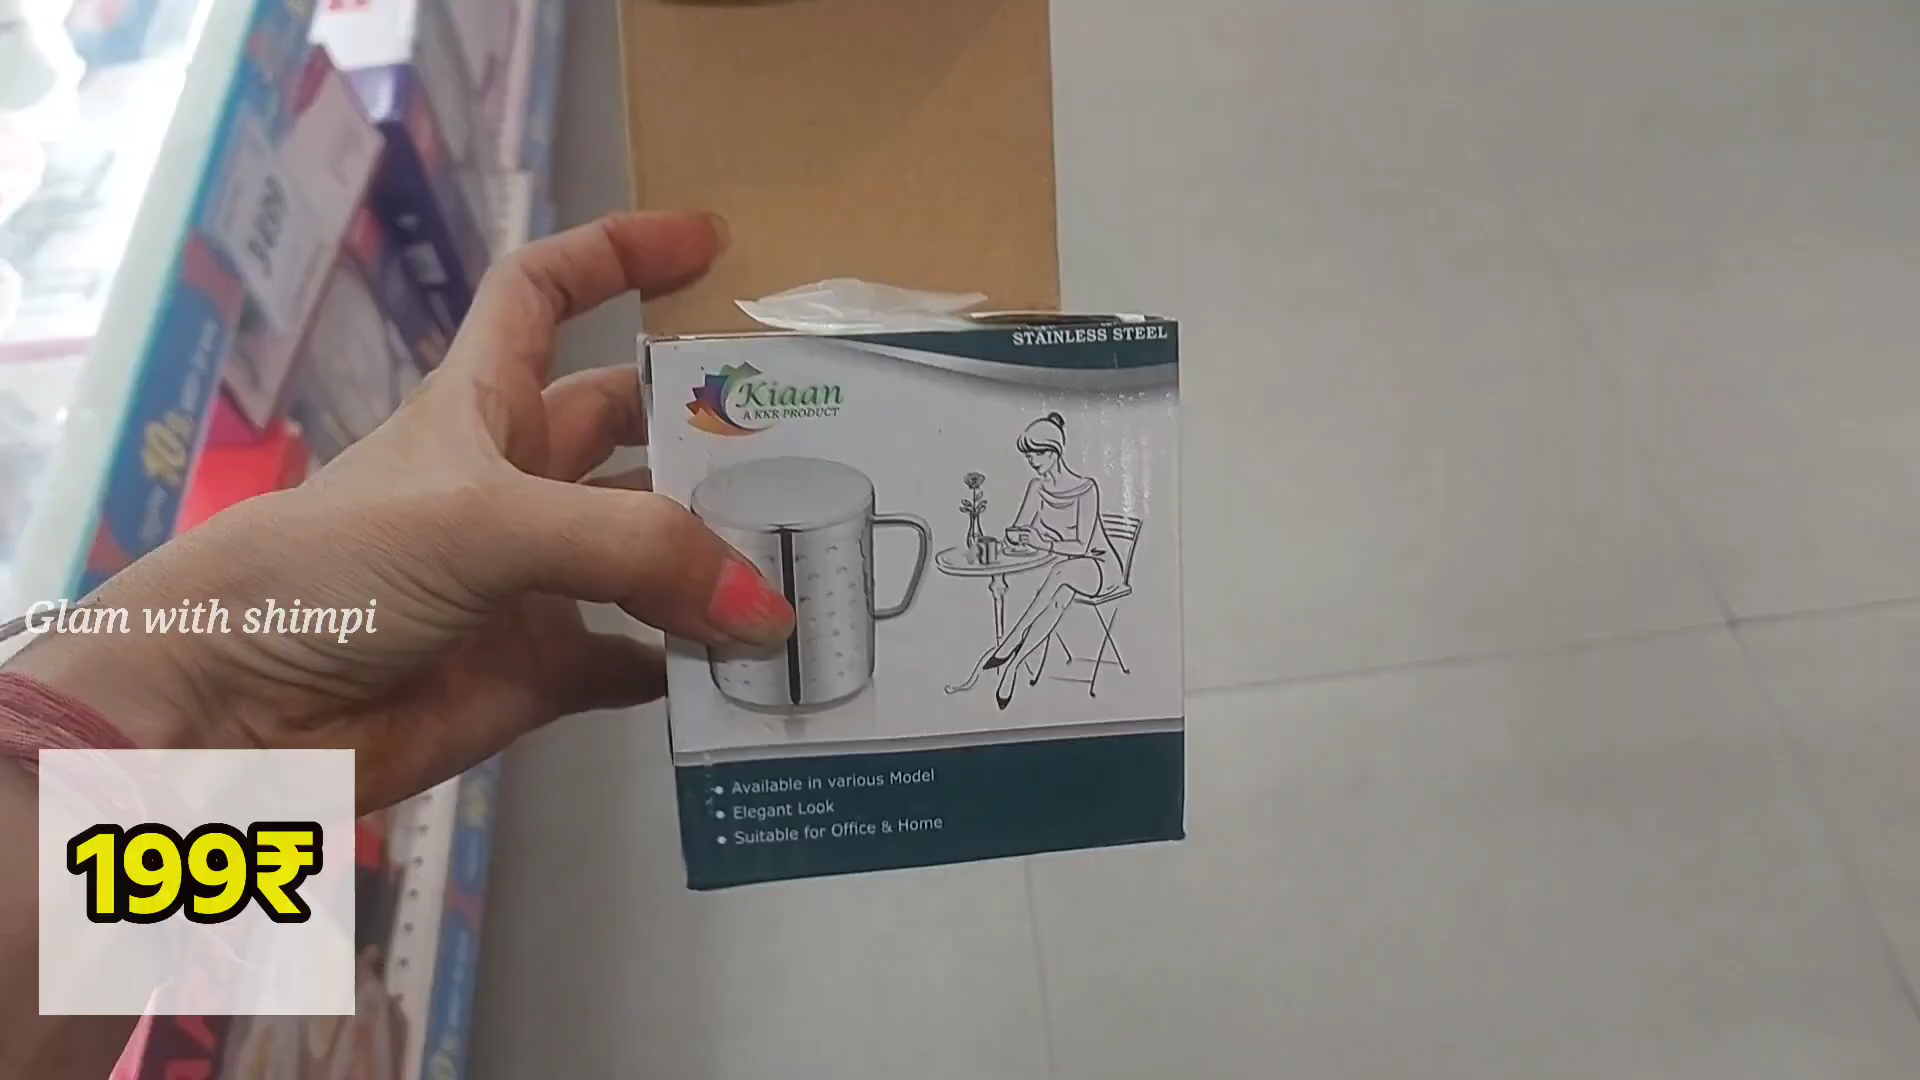 STAINLESS STEEL
Kiaan
A KKR PRODUCT
Glam with shimpi
• Available in various Model
• Elegant Look
• Suitable for Office & Home
199₹